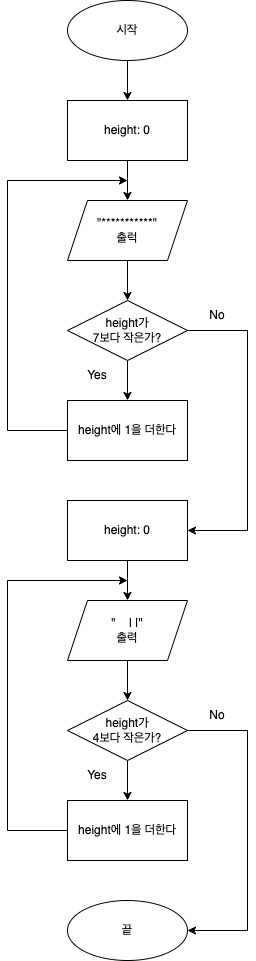 시작
height: 0
"***********"
출력
height가
7보다 작은가?
No
Yes
height에 1을 더한다
height: 0
"    | |"
출력
height가
4보다 작은가?
No
Yes
height에 1을 더한다
끝